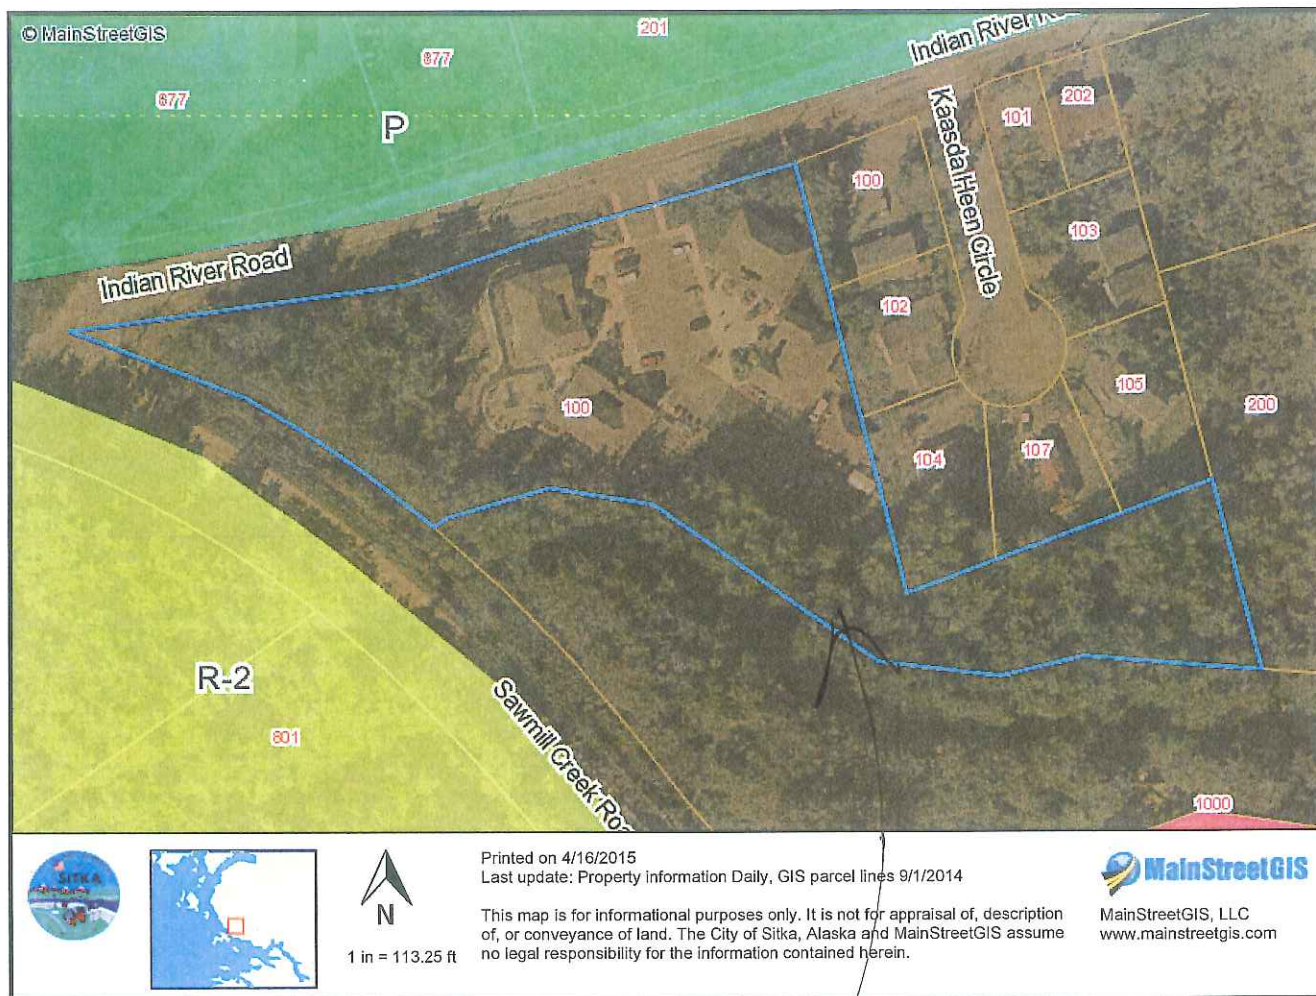 © MainStreetGIS
877
877
201
P
Indian River Road
Indian River
Kaasda Heen Circle
101
202
100
103
102
105
200
100
104
107
R-2
801
Sawmill Creek
1000
SITKA
N
1 in = 113.25 ft
Printed on 4/16/2015
Last update: Property information Daily, GIS parcel lines 9/1/2014
This map is for informational purposes only. It is not for appraisal of, description
of, or conveyance of land. The City of Sitka, Alaska and MainStreetGIS assume
no legal responsibility for the information contained herein.
MainStreetGIS
MainStreetGIS, LLC
www.mainstreetgis.com